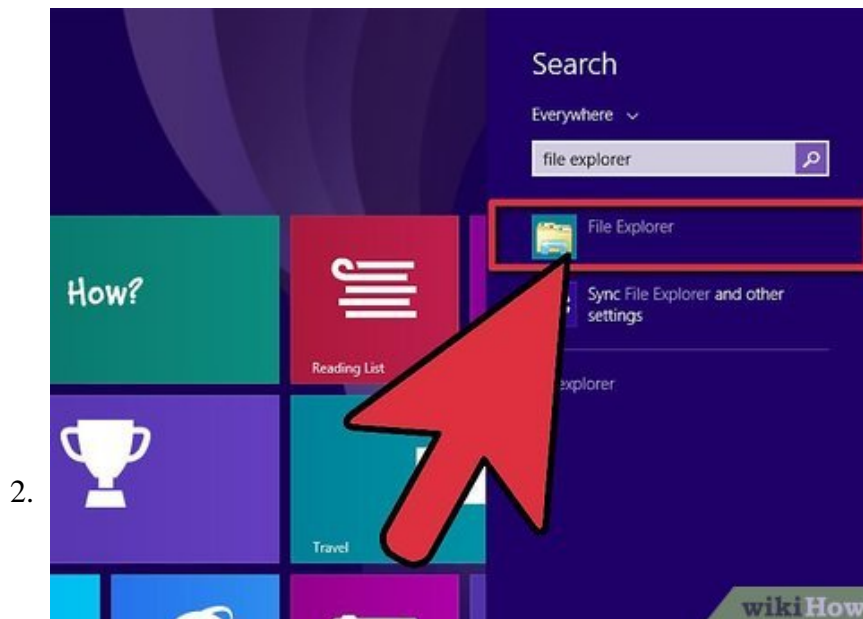 Search
Everywhere
file explorer
File Explorer
How?
Sync File Explorer and other
settings
Reading List
explorer
2.
Travel
wikiHow